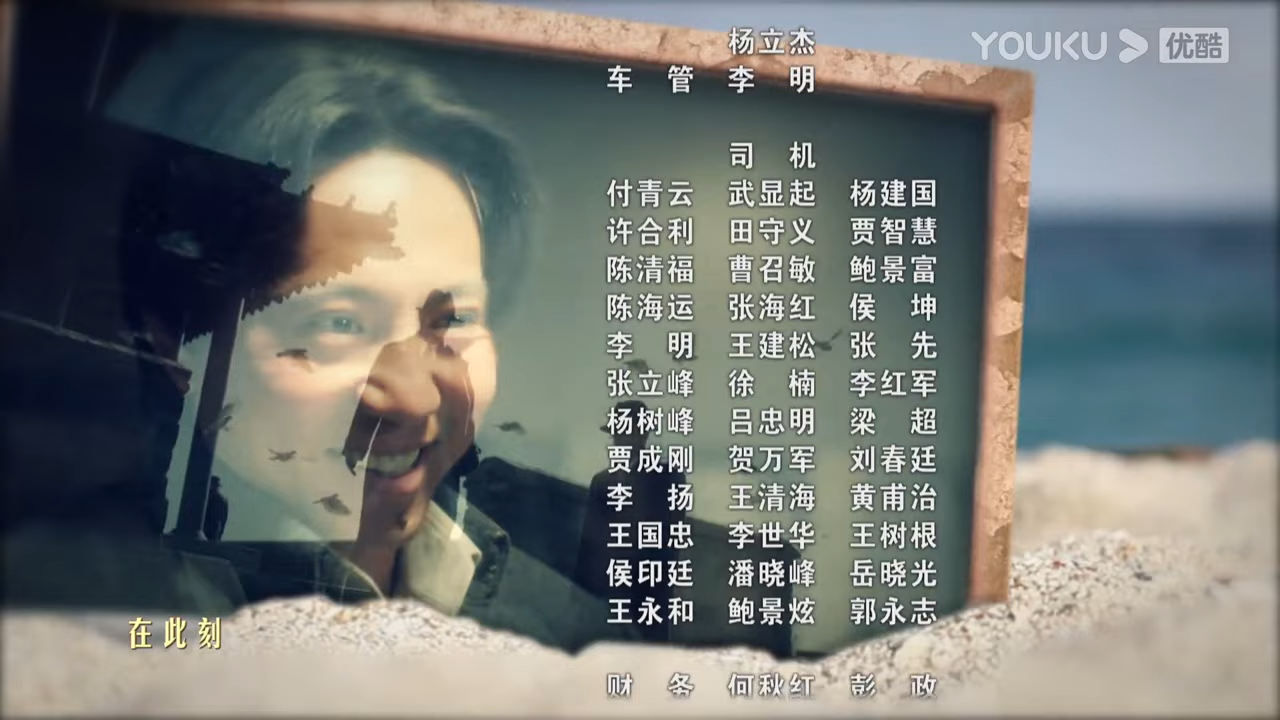 YOUKU 优酷
杨立杰
车管 李明
司机
付青云 武显起 杨建国
许合利 田守义 贾智慧
陈清福 曹召敏 鲍景富
陈海运 张海红 侯坤
李明 王建松 张先
张立峰 徐楠 李红军
杨树峰 吕忠明 梁超
贾成刚 贺万军 刘春廷
李扬 王清海 黄甫治
王国忠 李世华 王树根
侯印廷 潘晓峰 岳晓光
王永和 鲍景炫 郭永志
在此刻
财务 何秋红 彭政